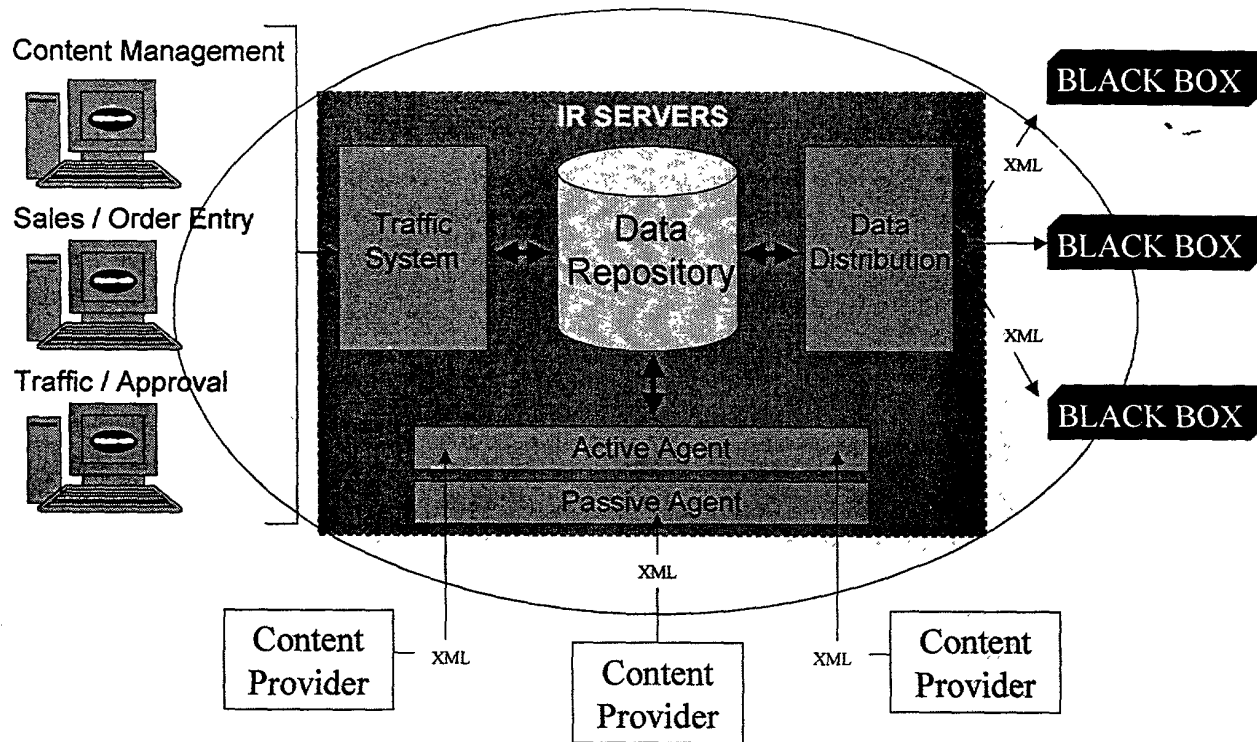 Content Management
Sales / Order Entry
Traffic / Approval
IR SERVERS
Traffic
System
Data
Repository
Data
Distribution
Active Agent
Passive Agent
XML
XML
BLACK BOX
BLACK BOX
BLACK BOX
XML
XML
XML
Content
Provider
Content
Provider
Content
Provider